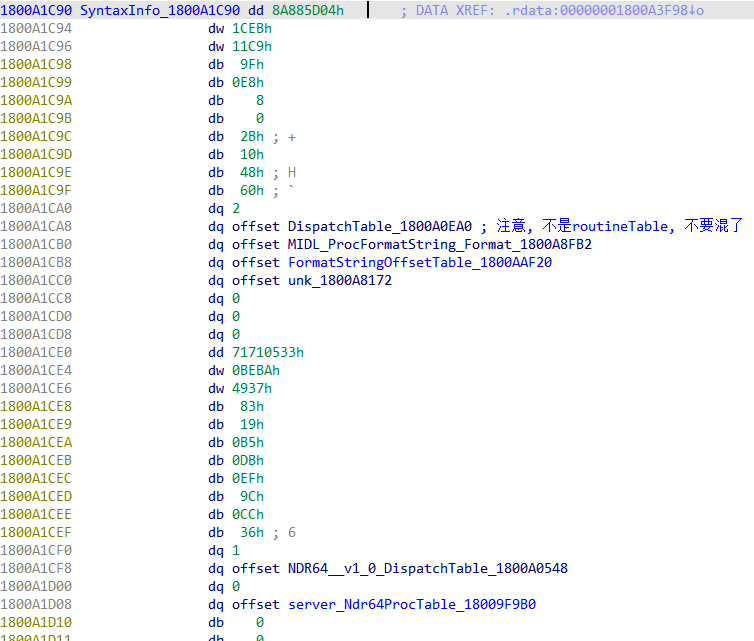 1800A1C90 SyntaxInfo_1800A1C90 dd 8A885D04h ; DATA XREF: .rdata:00000001800A3F98↓o
1800A1C94 dw 1CEBh
1800A1C96 dw 11C9h
1800A1C98 db 9Fh
1800A1C99 db 0E8h
1800A1C9A db 8
1800A1C9B db 0
1800A1C9C db 2Bh ; +
1800A1C9D db 10h
1800A1C9E db 48h ; H
1800A1C9F db 60h ; `
1800A1CA0 dq 2
1800A1CA8 dq offset DispatchTable_1800A0EA0 ; 注意, 不是routineTable, 不要混了
1800A1CB0 dq offset MIDL_ProcFormatString_Format_1800A8FB2
1800A1CB8 dq offset FormatStringOffsetTable_1800AAF20
1800A1CC0 dq offset unk_1800A8172
1800A1CC8 dq 0
1800A1CD0 dq 0
1800A1CD8 dq 0
1800A1CE0 dd 71710533h
1800A1CE4 dw 0BEBAh
1800A1CE6 dw 4937h
1800A1CE8 db 83h
1800A1CE9 db 19h
1800A1CEA db 0B5h
1800A1CEB db 0DBh
1800A1CEC db 0EFh
1800A1CED db 9Ch
1800A1CEE db 0CCh
1800A1CEF db 36h ; 6
1800A1CF0 dq 1
1800A1CF8 dq offset NDR64__v1_0_DispatchTable_1800A0548
1800A1D00 dq 0
1800A1D08 dq offset server_Ndr64ProcTable_18009F9B0
1800A1D10 db 0
1800A1D11 db 0